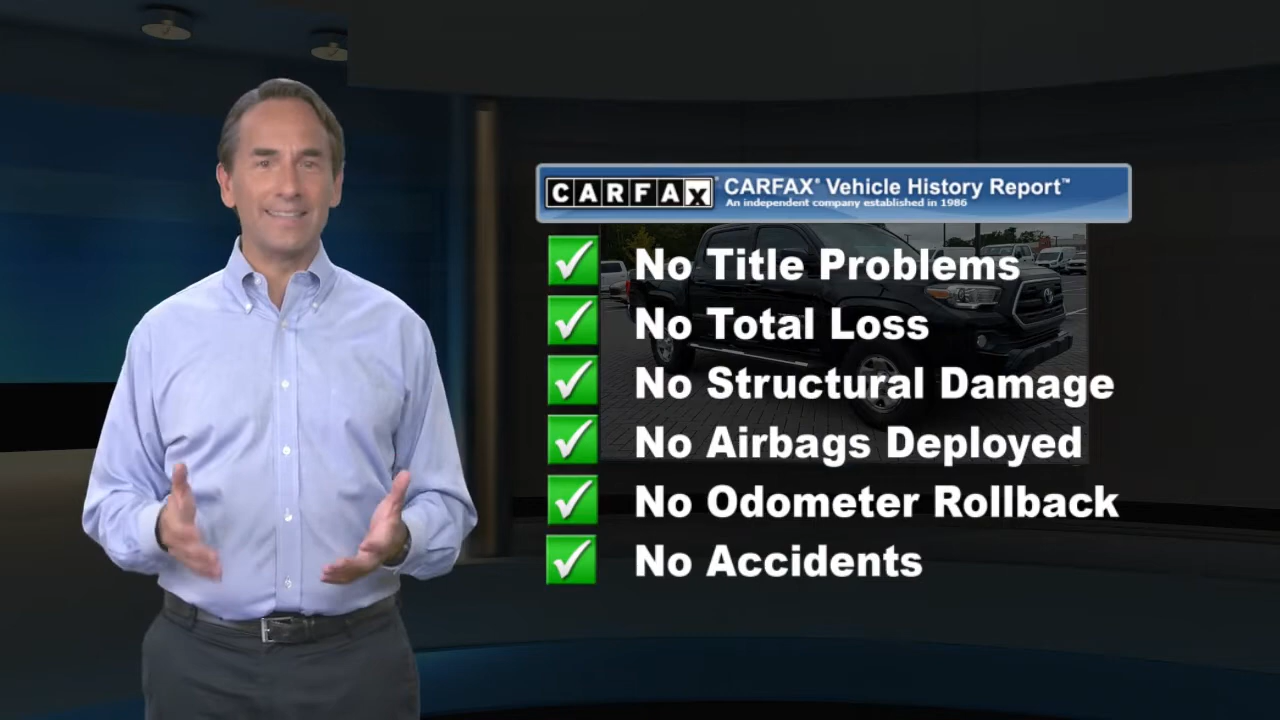 CARFAX® CARFAX® Vehicle History Report™
An independent company established in 1986
No Title Problems
No Total Loss
No Structural Damage
No Airbags Deployed
No Odometer Rollback
No Accidents